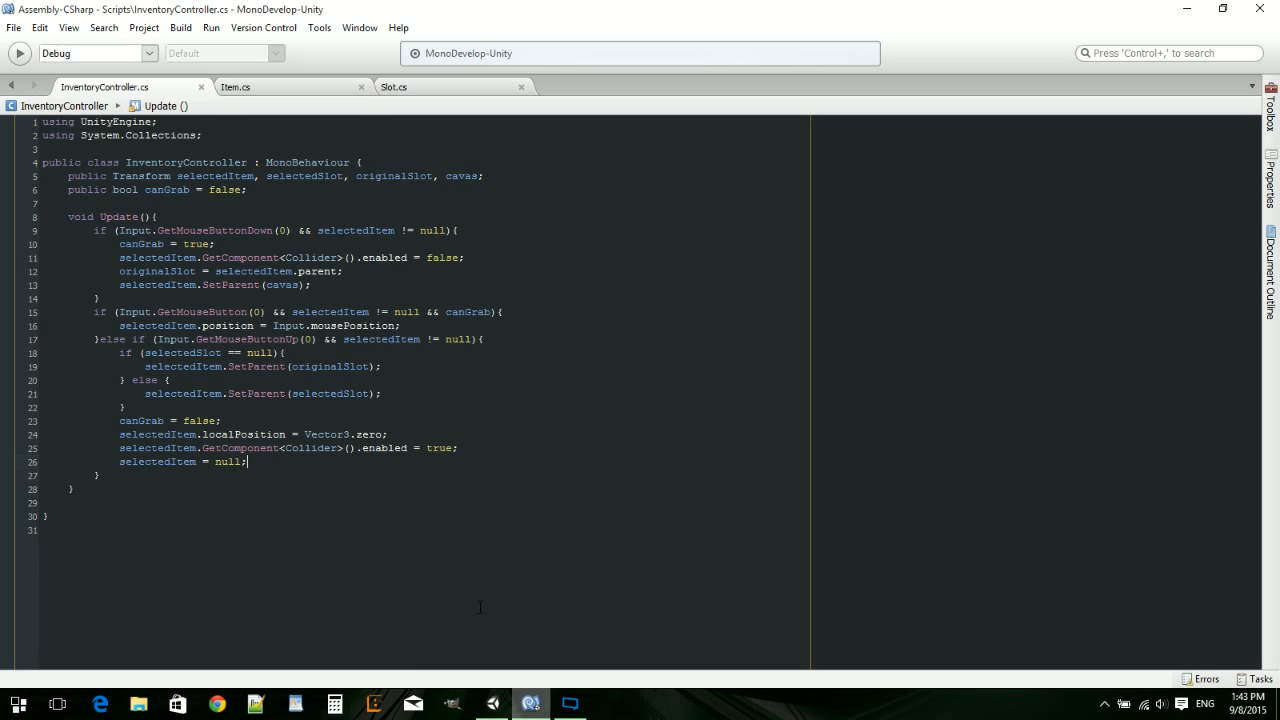 Assembly-CSharp - Scripts\InventoryController.cs - MonoDevelop-Unity
File Edit View Search Project Build Run Version Control Tools Window Help
Debug Default MonoDevelop-Unity Press 'Control+,' to search
InventoryController.cs Item.cs Slot.cs
InventoryController Update ()
1 using UnityEngine;
2 using System.Collections;
3
4 public class InventoryController : MonoBehaviour {
5 public Transform selectedItem, selectedSlot, originalSlot, cavas;
6 public bool canGrab = false;
7
8 void Update(){
9 if (Input.GetMouseButtonDown(0) && selectedItem != null){
10 canGrab = true;
11 selectedItem.GetComponent<Collider>().enabled = false;
12 originalSlot = selectedItem.parent;
13 selectedItem.SetParent(cavas);
14 }
15 if (Input.GetMouseButton(0) && selectedItem != null && canGrab){
16 selectedItem.position = Input.mousePosition;
17 }else if (Input.GetMouseButtonUp(0) && selectedItem != null){
18 if (selectedSlot == null){
19 selectedItem.SetParent(originalSlot);
20 } else {
21 selectedItem.SetParent(selectedSlot);
22 }
23 canGrab = false;
24 selectedItem.localPosition = Vector3.zero;
25 selectedItem.GetComponent<Collider>().enabled = true;
26 selectedItem = null;
27 }
28 }
29
30 }
31
Toolbox
Properties
Document Outline
Errors Tasks
ENG
1:43 PM
9/8/2015